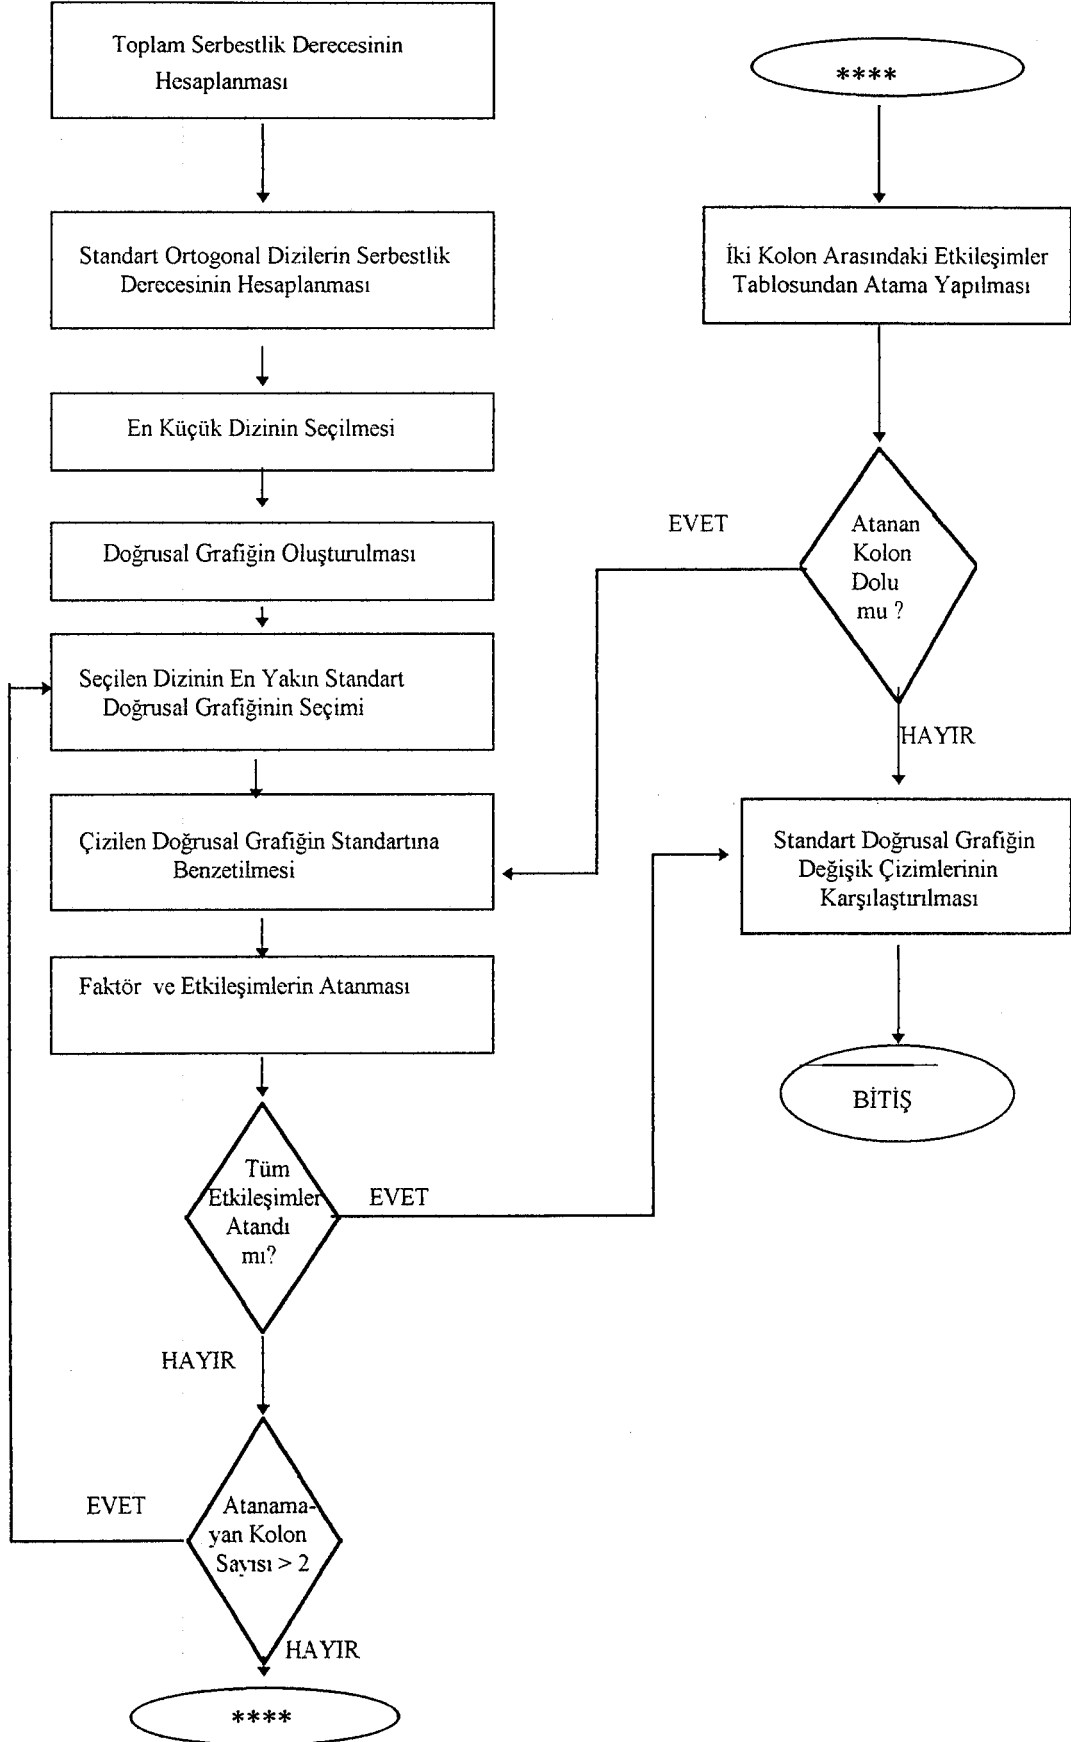 Toplam Serbestlik Derecesinin
Hesaplanması
Standart Ortogonal Dizilerin Serbestlik
Derecesinin Hesaplanması
En Küçük Dizinin Seçilmesi
Doğrusal Grafiğin Oluşturulması
Seçilen Dizinin En Yakın Standart
Doğrusal Grafiğinin Seçimi
Çizilen Doğrusal Grafiğin Standartına
Benzetilmesi
Faktör ve Etkileşimlerin Atanması
Tüm
Etkileşimler
Atandı
mı?
EVET
HAYIR
EVET
Atanama-
yan Kolon
Sayısı > 2
HAYIR
****
****
İki Kolon Arasındaki Etkileşimler
Tablosundan Atama Yapılması
EVET
Atanan
Kolon
Dolu
mu ?
HAYIR
Standart Doğrusal Grafiğin
Değişik Çizimlerinin
Karşılaştırılması
BİTİŞ